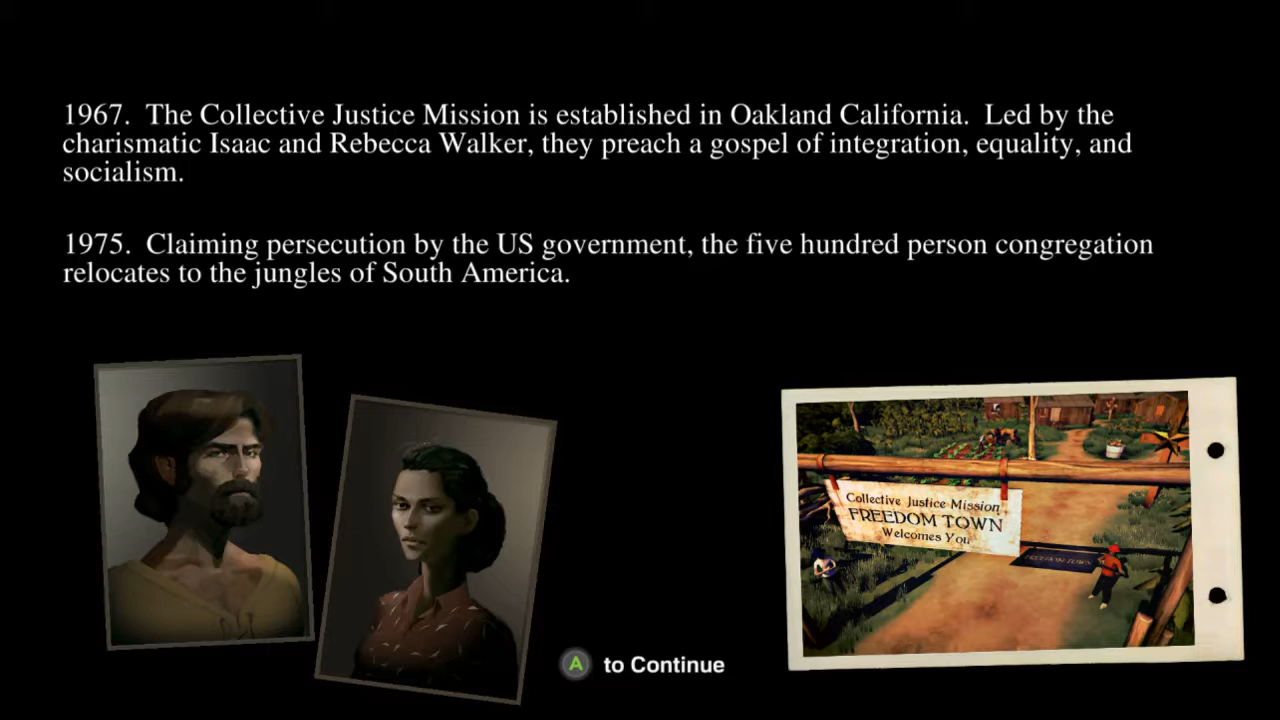 1967.  The Collective Justice Mission is established in Oakland California.  Led by the
charismatic Isaac and Rebecca Walker, they preach a gospel of integration, equality, and
socialism.
1975.  Claiming persecution by the US government, the five hundred person congregation
relocates to the jungles of South America.
Collective Justice Mission
FREEDOM TOWN
Welcomes You
FREEDOM TOWN
A to Continue